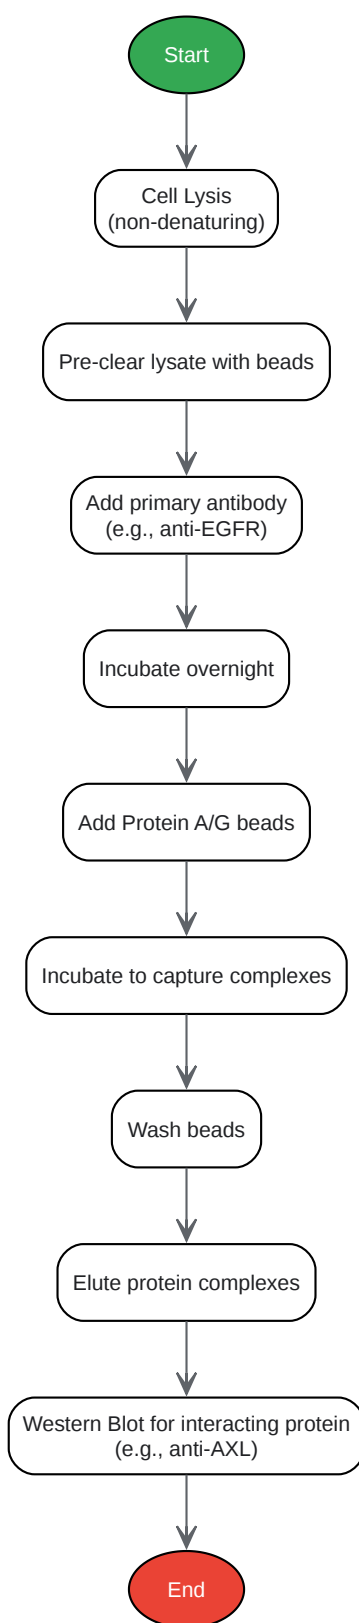 Start
Cell Lysis
(non-denaturing)
Pre-clear lysate with beads
Add primary antibody
(e.g., anti-EGFR)
Incubate overnight
Add Protein A/G beads
Incubate to capture complexes
Wash beads
Elute protein complexes
Western Blot for interacting protein
(e.g., anti-AXL)
End